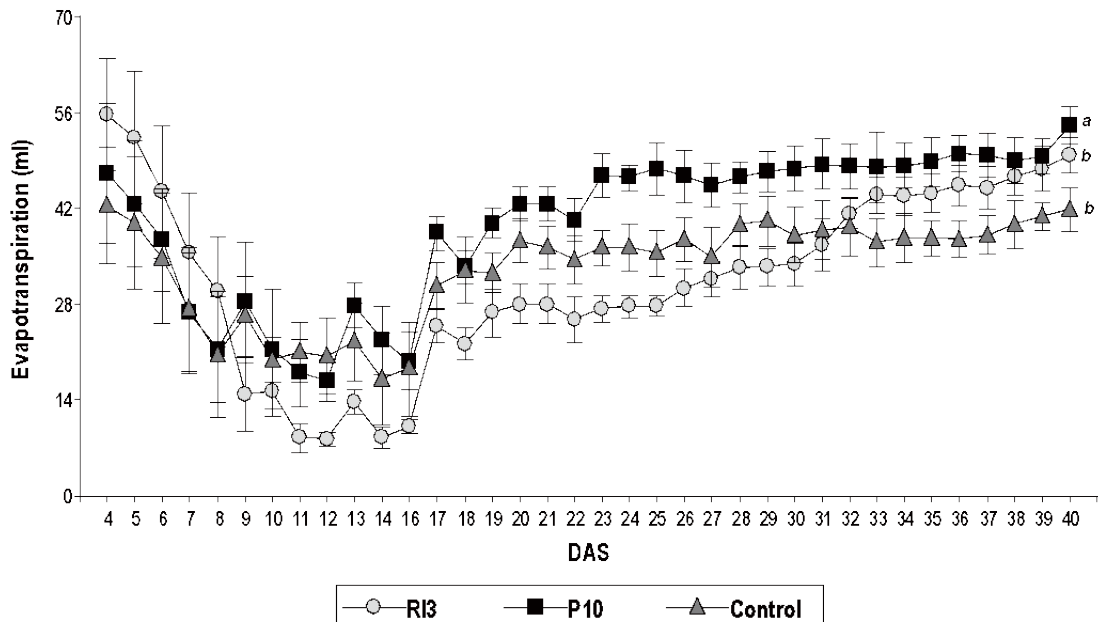 70
56
42
28
14
0
Evapotranspiration (ml)
a
b
b
4 5 6 7 8 9 10 11 12 13 14 16 17 18 19 20 21 22 23 24 25 26 27 28 29 30 31 32 33 34 35 36 37 38 39 40
DAS
RI3 P10 Control